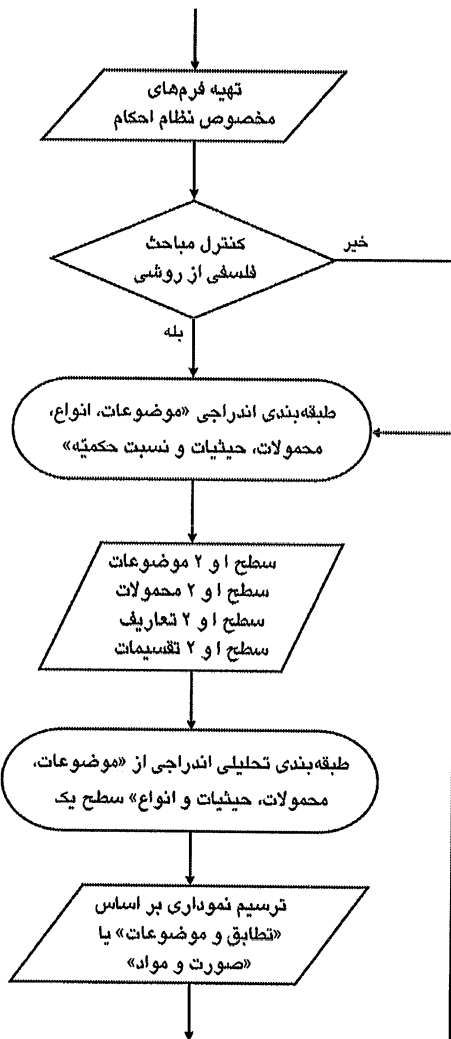 تهیه فرم‌های
مخصوص نظام احکام
کنترل مباحث
فلسفی از روشی
خیر
بله
طبقه‌بندی اندراجی «موضوعات، انواع،
محمولات، حیثیات و نسبت حکمیّه»
سطح ۱ و ۲ موضوعات
سطح ۱ و ۲ محمولات
سطح ۱ و ۲ تعاریف
سطح ۱ و ۲ تقسیمات
طبقه‌بندی تحلیلی اندراجی از «موضوعات،
محمولات، حیثیات و انواع» سطح یک
ترسیم نموداری بر اساس
«تطابق و موضوعات» یا
«صورت و مواد»